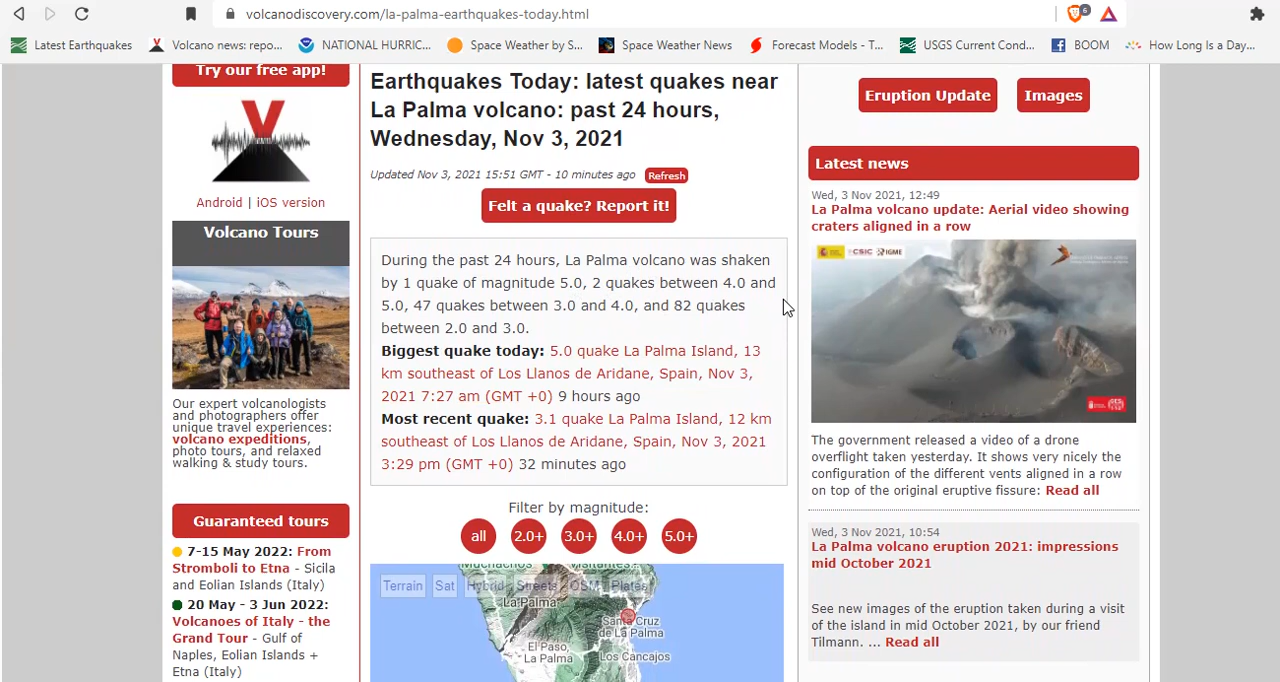 volcanodiscovery.com/la-palma-earthquakes-today.html
6
Latest Earthquakes
Volcano news: repo...
NATIONAL HURRIC...
Space Weather by S...
Space Weather News
Forecast Models - T...
USGS Current Cond...
BOOM
How Long Is a Day...
Try our free app!
Android | iOS version
Volcano Tours
Our expert volcanologists
and photographers offer
unique travel experiences:
volcano expeditions,
photo tours, and relaxed
walking & study tours.
Guaranteed tours
7-15 May 2022: From
Stromboli to Etna - Sicila
and Eolian Islands (Italy)
20 May - 3 Jun 2022:
Volcanoes of Italy - the
Grand Tour - Gulf of
Naples, Eolian Islands +
Etna (Italy)
Earthquakes Today: latest quakes near
La Palma volcano: past 24 hours,
Wednesday, Nov 3, 2021
Updated Nov 3, 2021 15:51 GMT - 10 minutes ago Refresh
Felt a quake? Report it!
During the past 24 hours, La Palma volcano was shaken
by 1 quake of magnitude 5.0, 2 quakes between 4.0 and
5.0, 47 quakes between 3.0 and 4.0, and 82 quakes
between 2.0 and 3.0.
Biggest quake today: 5.0 quake La Palma Island, 13
km southeast of Los Llanos de Aridane, Spain, Nov 3,
2021 7:27 am (GMT +0) 9 hours ago
Most recent quake: 3.1 quake La Palma Island, 12 km
southeast of Los Llanos de Aridane, Spain, Nov 3, 2021
3:29 pm (GMT +0) 32 minutes ago
Filter by magnitude:
all 2.0+ 3.0+ 4.0+ 5.0+
Terrain Sat Hybrid Streets OSM Plates
La Palma
Santa Cruz
de La Palma
El Paso,
La Palma
Los Cancajos
Eruption Update Images
Latest news
Wed, 3 Nov 2021, 12:49
La Palma volcano update: Aerial video showing
craters aligned in a row
CSIC IGME
The government released a video of a drone
overflight taken yesterday. It shows very nicely the
configuration of the different vents aligned in a row
on top of the original eruptive fissure: Read all
Wed, 3 Nov 2021, 10:54
La Palma volcano eruption 2021: impressions
mid October 2021
See new images of the eruption taken during a visit
of the island in mid October 2021, by our friend
Tilmann. ... Read all